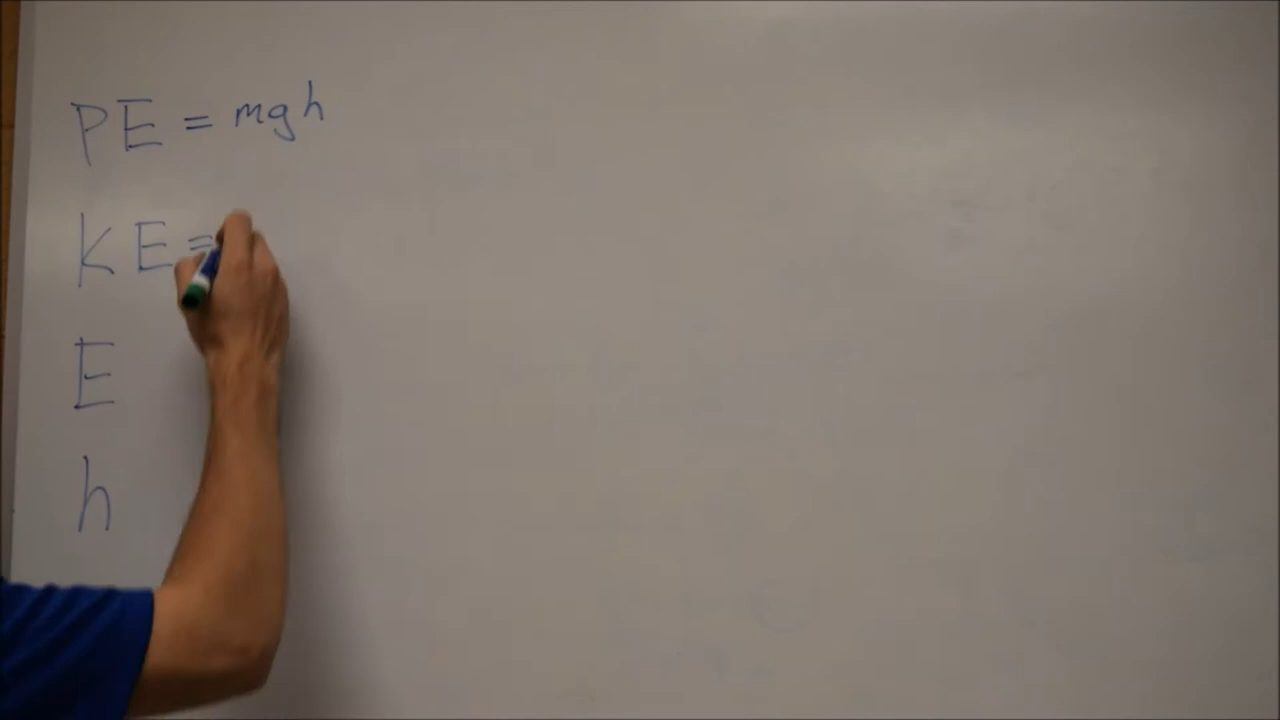 PE = mgh
KE =
E
h